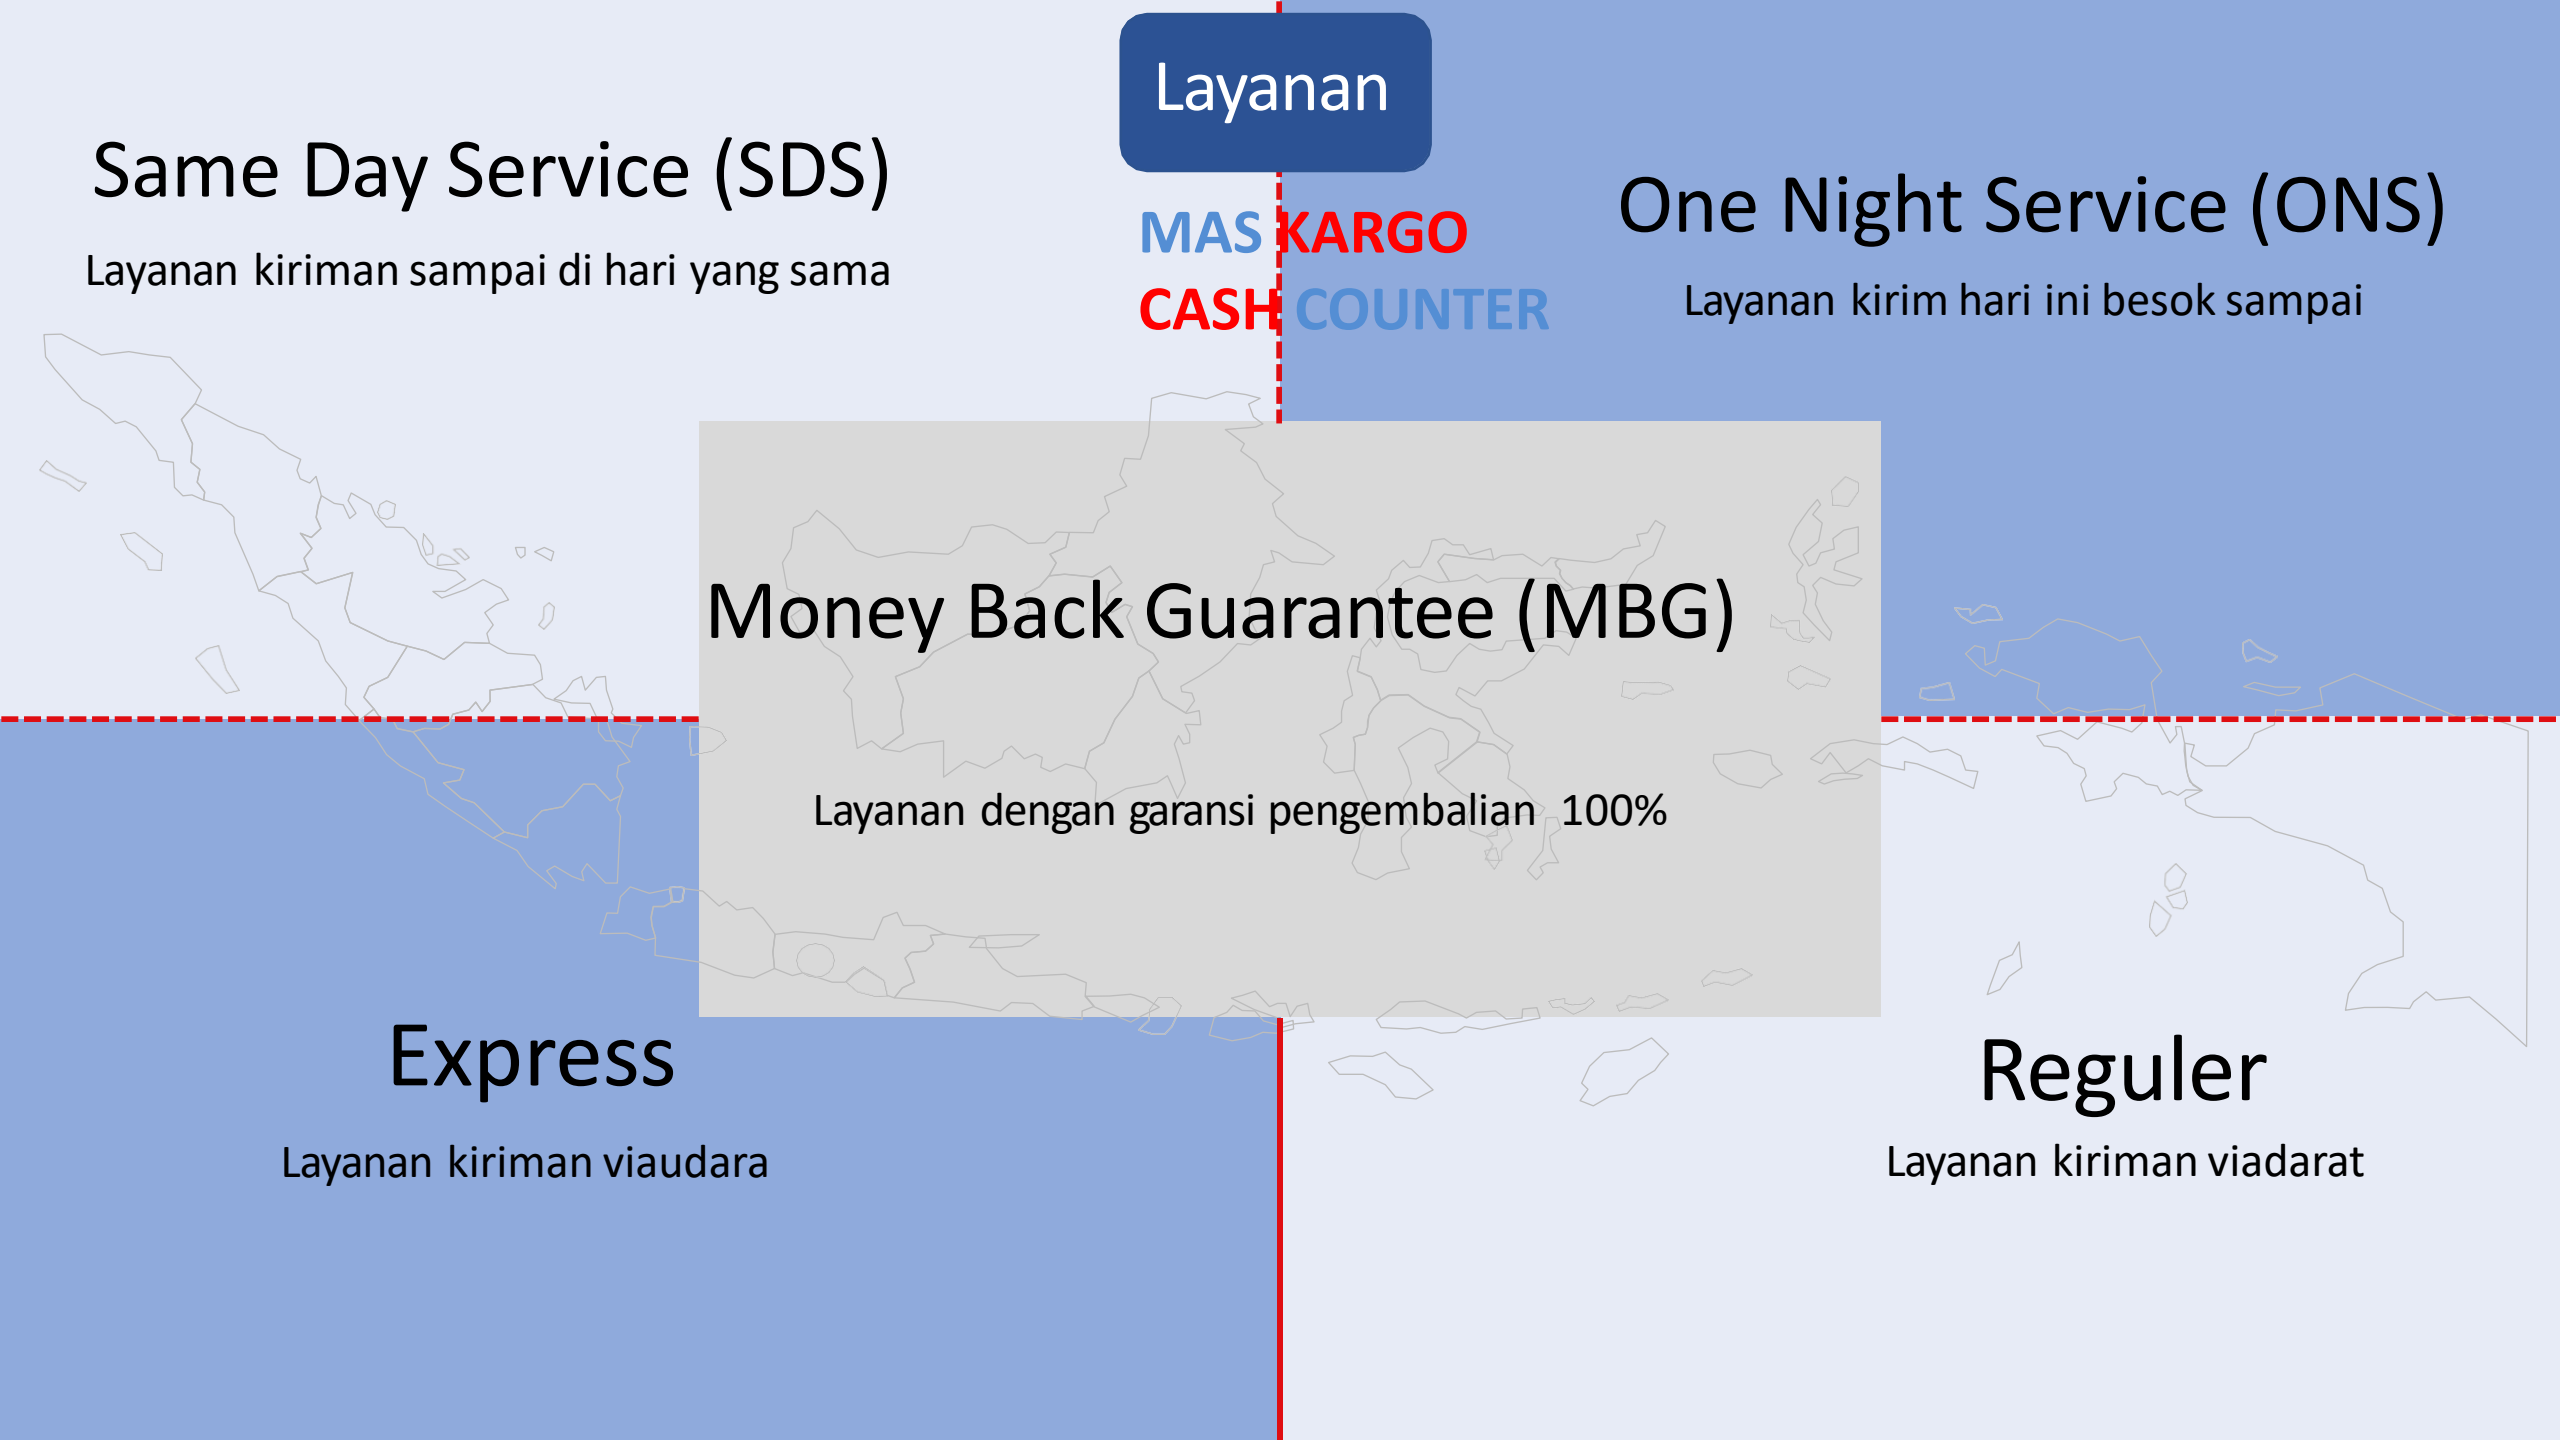 Layanan
MAS KARGO
CASH COUNTER
Same Day Service (SDS)
Layanan kiriman sampai di hari yang sama
One Night Service (ONS)
Layanan kirim hari ini besok sampai
Money Back Guarantee (MBG)
Layanan dengan garansi pengembalian 100%
Express
Layanan kiriman viaudara
Reguler
Layanan kiriman viadarat